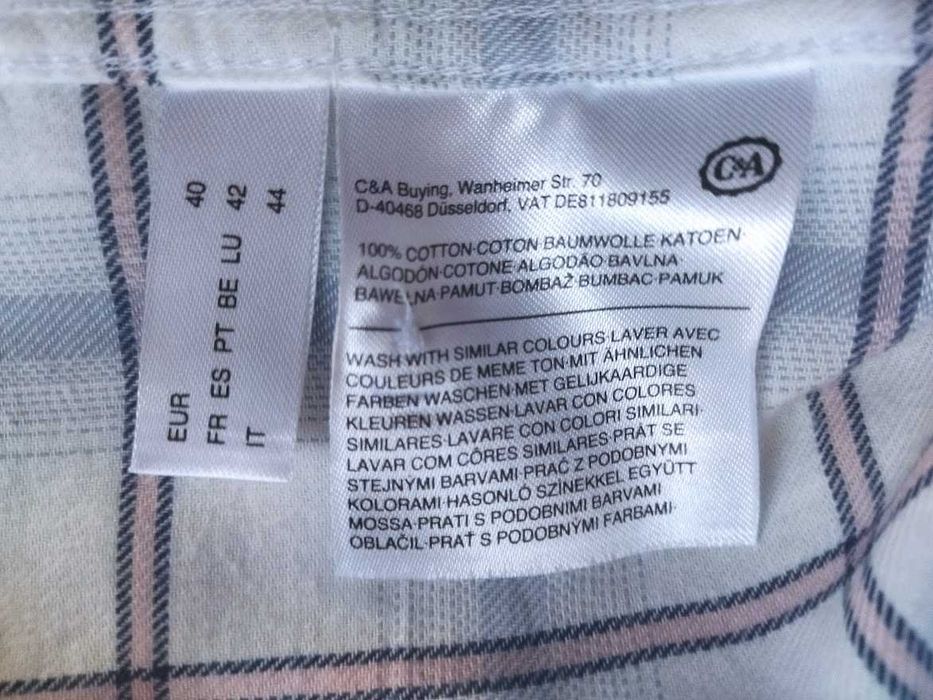 EUR 40
FR ES PT BE LU 42
IT 44
C&A
C&A Buying, Wanheimer Str. 70
D-40468 Düsseldorf, VAT DE811809155
100% COTTON·COTON·BAUMWOLLE·KATOEN·
ALGODÓN·COTONE·ALGODÃO·BAVLNA·
BAWEŁNA·PAMUT·BOMBAŽ·BUMBAC·PAMUK
WASH WITH SIMILAR COLOURS·LAVER AVEC
COULEURS DE MEME TON·MIT ÄHNLICHEN
FARBEN WASCHEN·MET GELIJKAARDIGE
KLEUREN WASSEN·LAVAR CON COLORES
SIMILARES·LAVARE CON COLORI SIMILARI·
LAVAR COM CÔRES SIMILARES·PRÁT SE
STEJNÝMI BARVAMI·PRAĆ Z PODOBNYMI
KOLORAMI·HASONLÓ SZÍNEKKEL EGYÜTT
MOSSA·PRATI S PODOBNIMI BARVAMI
OBLAČIL·PRAŤ S PODOBNÝMI FARBAMI·